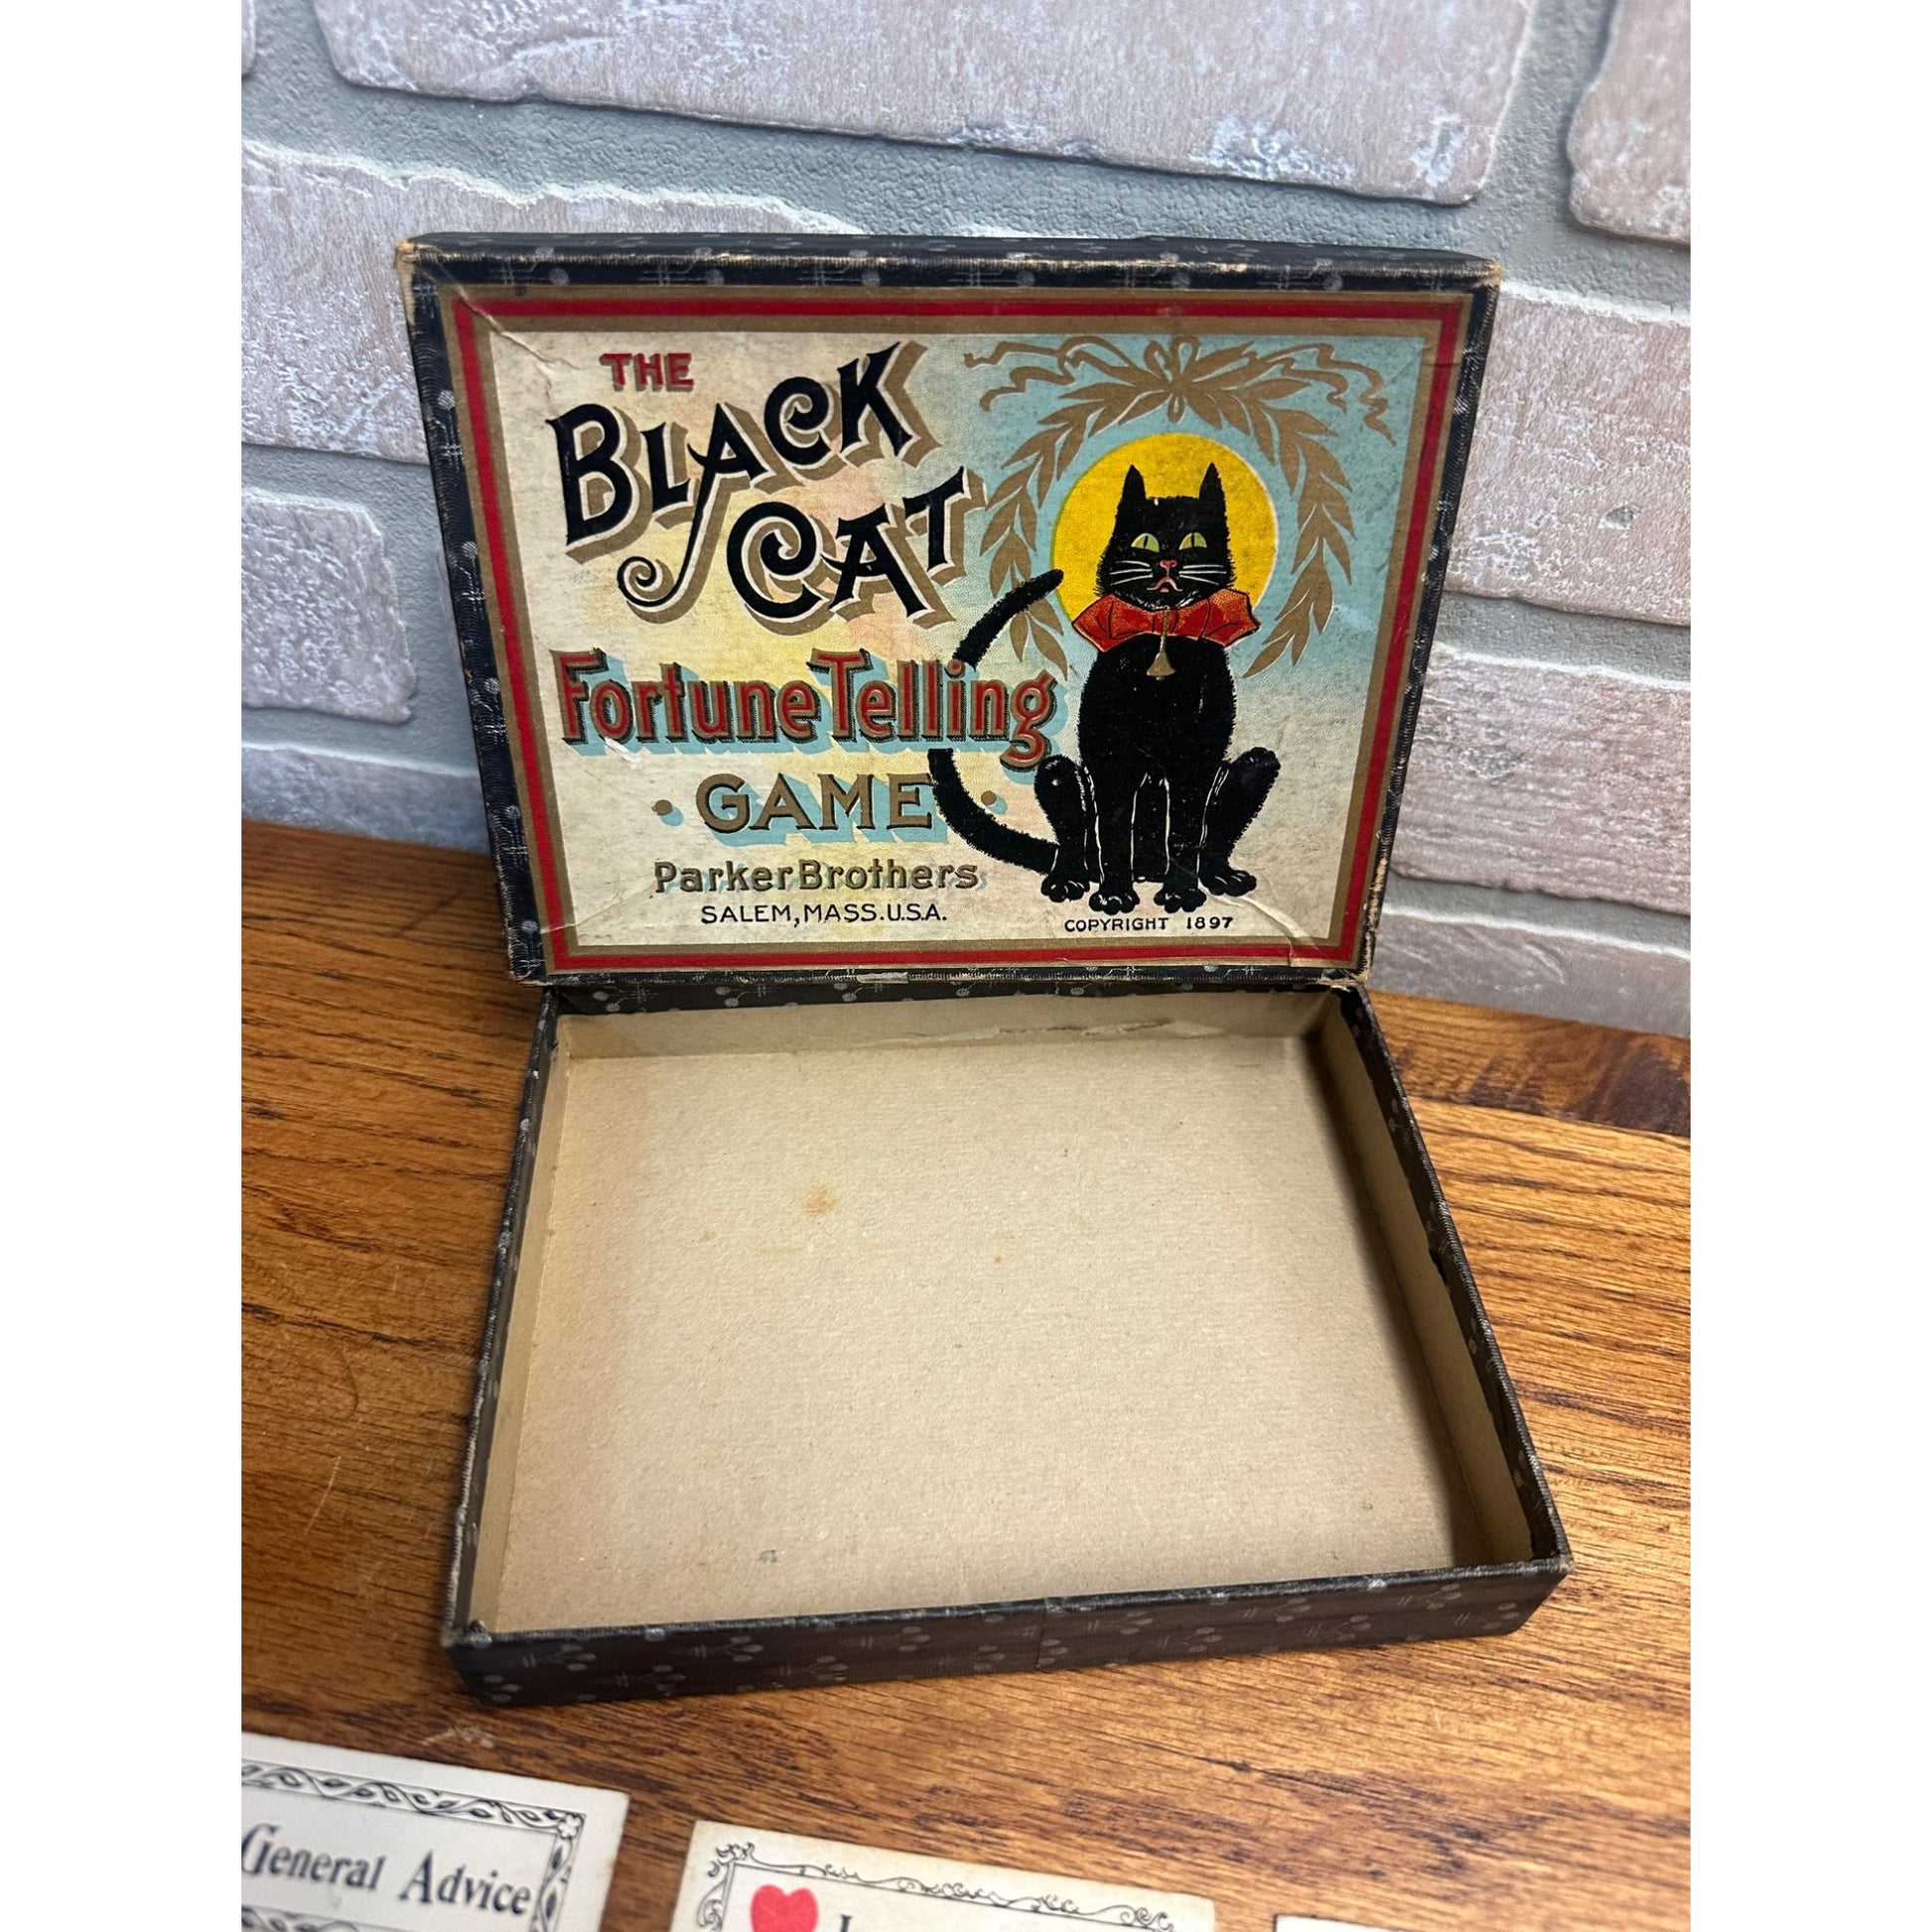 THE
BLACK
CAT
Fortune Telling
• GAME •
Parker Brothers
SALEM, MASS. U.S.A.
COPYRIGHT 1897
General Advice